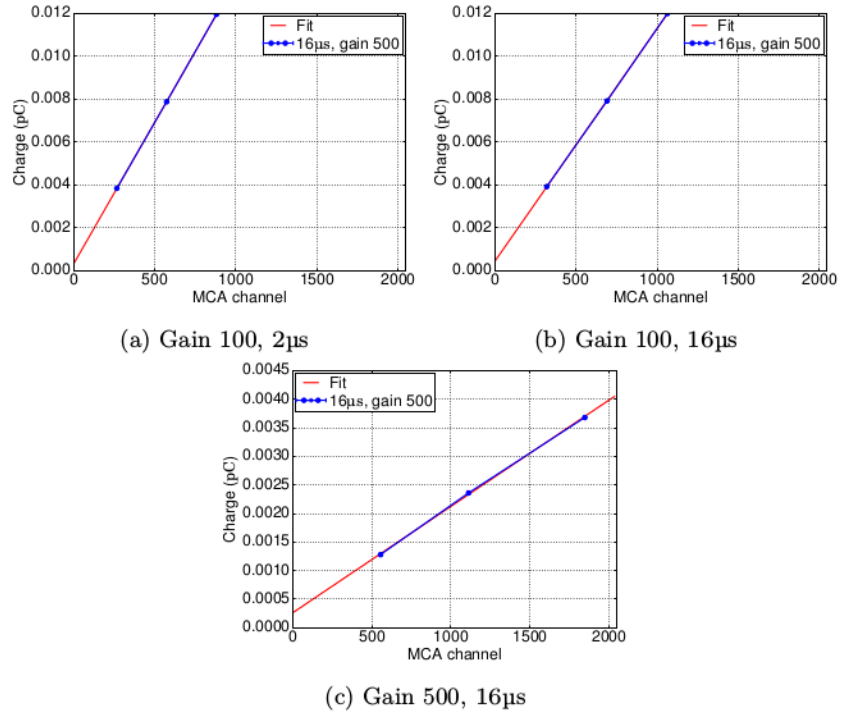 0.012
0.010
0.008
0.006
0.004
0.002
0.000
Charge (pC)
0 500 1000 1500 2000
MCA channel
Fit
16µs, gain 500
(a) Gain 100, 2µs
0.012
0.010
0.008
0.006
0.004
0.002
0.000
Charge (pC)
0 500 1000 1500 2000
MCA channel
Fit
16µs, gain 500
(b) Gain 100, 16µs
0.0045
0.0040
0.0035
0.0030
0.0025
0.0020
0.0015
0.0010
0.0005
0.0000
Charge (pC)
0 500 1000 1500 2000
MCA channel
Fit
16µs, gain 500
(c) Gain 500, 16µs